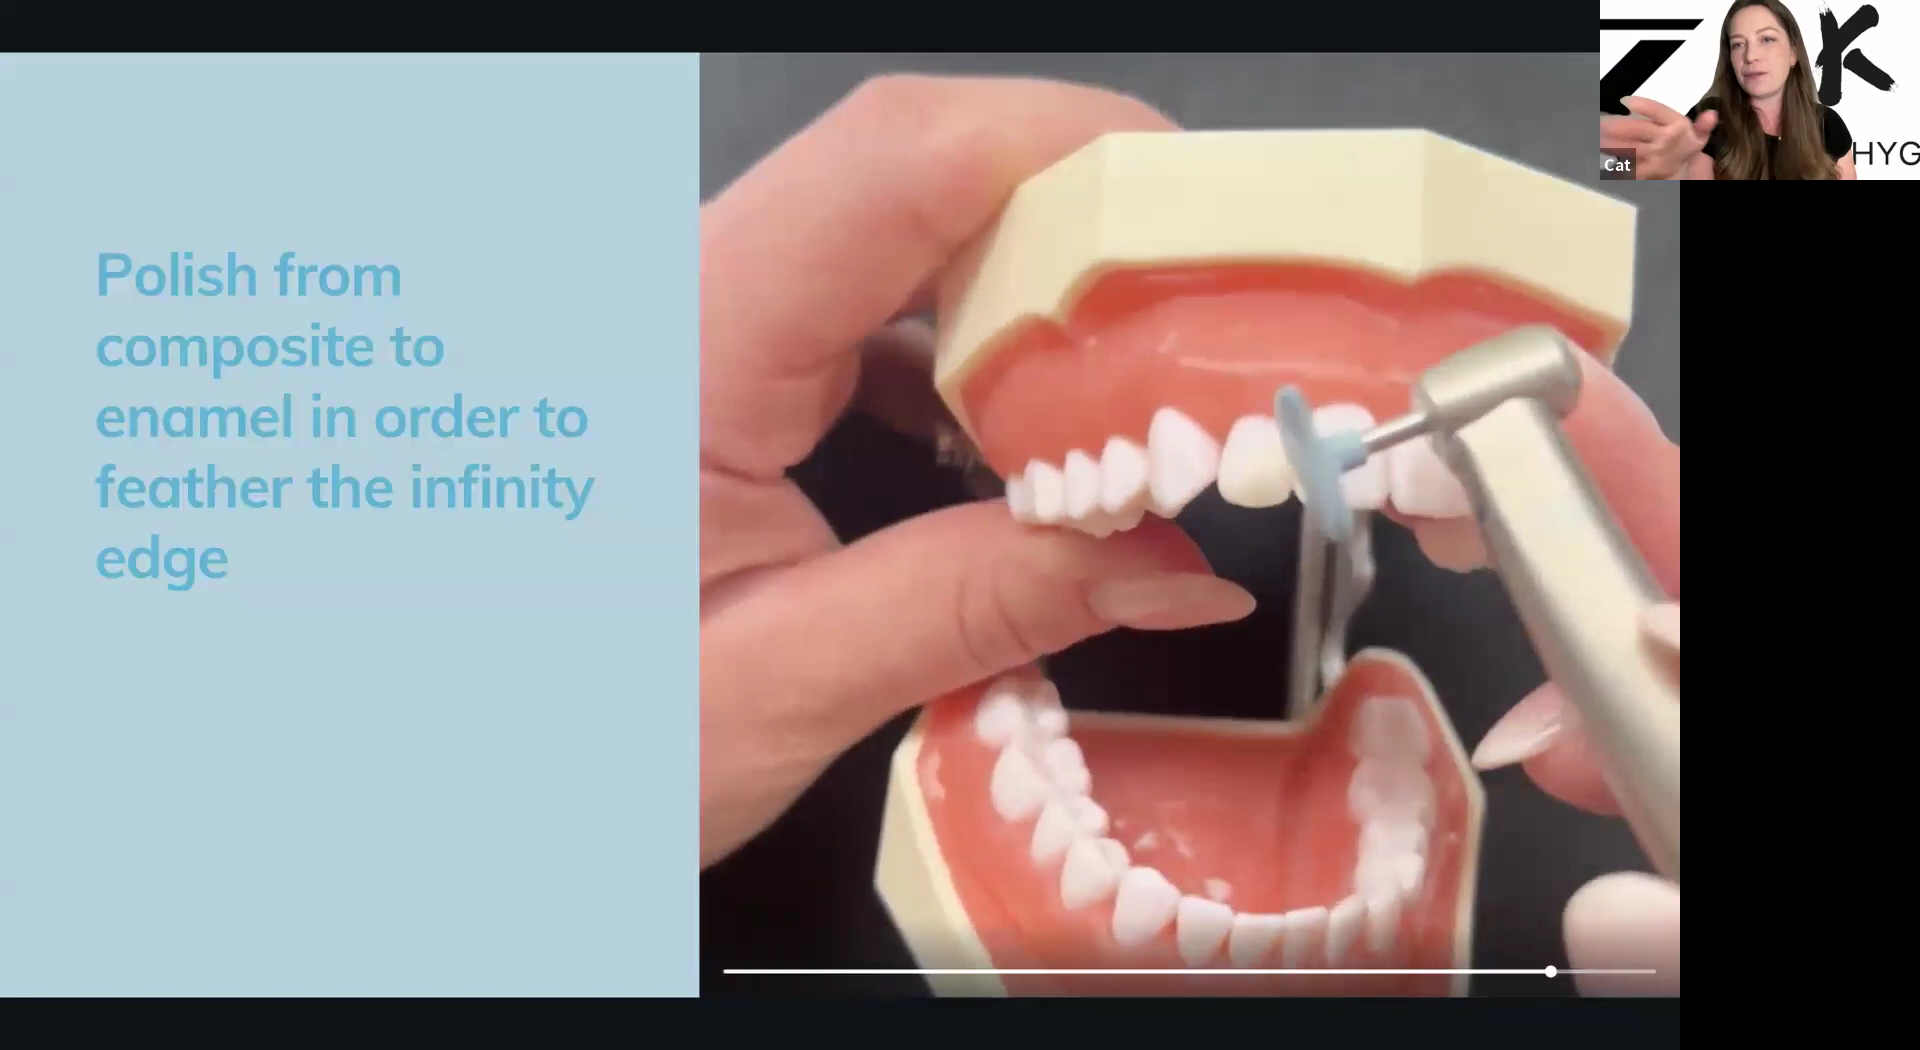 Polish from
composite to
enamel in order to
feather the infinity
edge
K
Cat
HYG